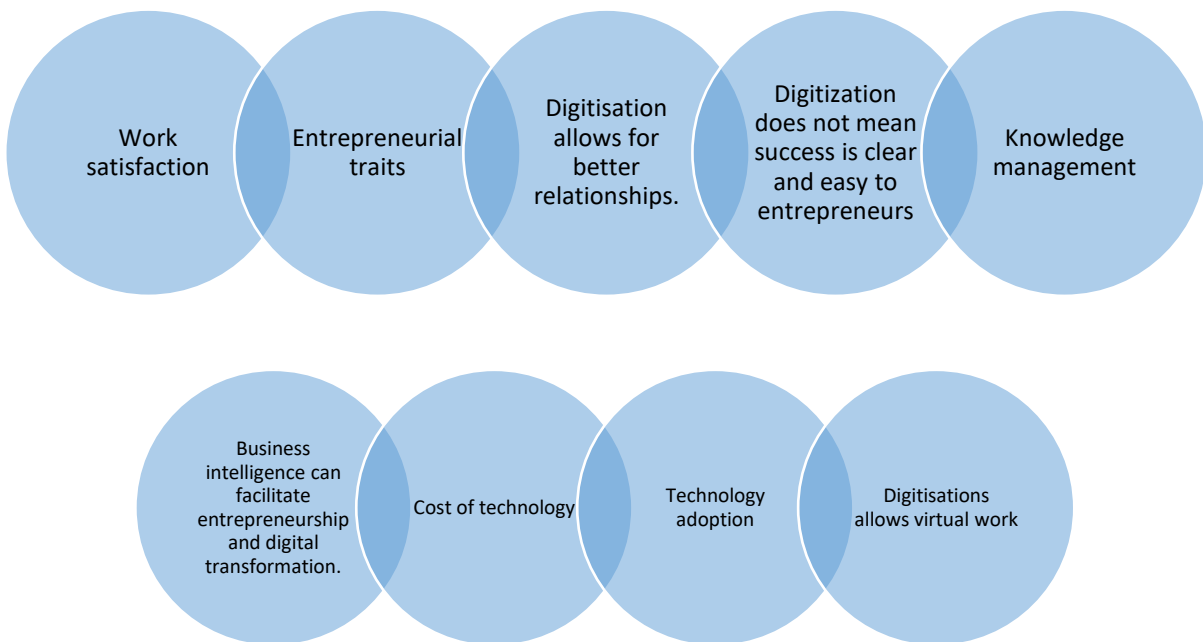 Work
satisfaction
Entrepreneurial
traits
Digitisation
allows for
better
relationships.
Digitization
does not mean
success is clear
and easy to
entrepreneurs
Knowledge
management
Business
intelligence can
facilitate
entrepreneurship
and digital
transformation.
Cost of technology
Technology
adoption
Digitisations
allows virtual work